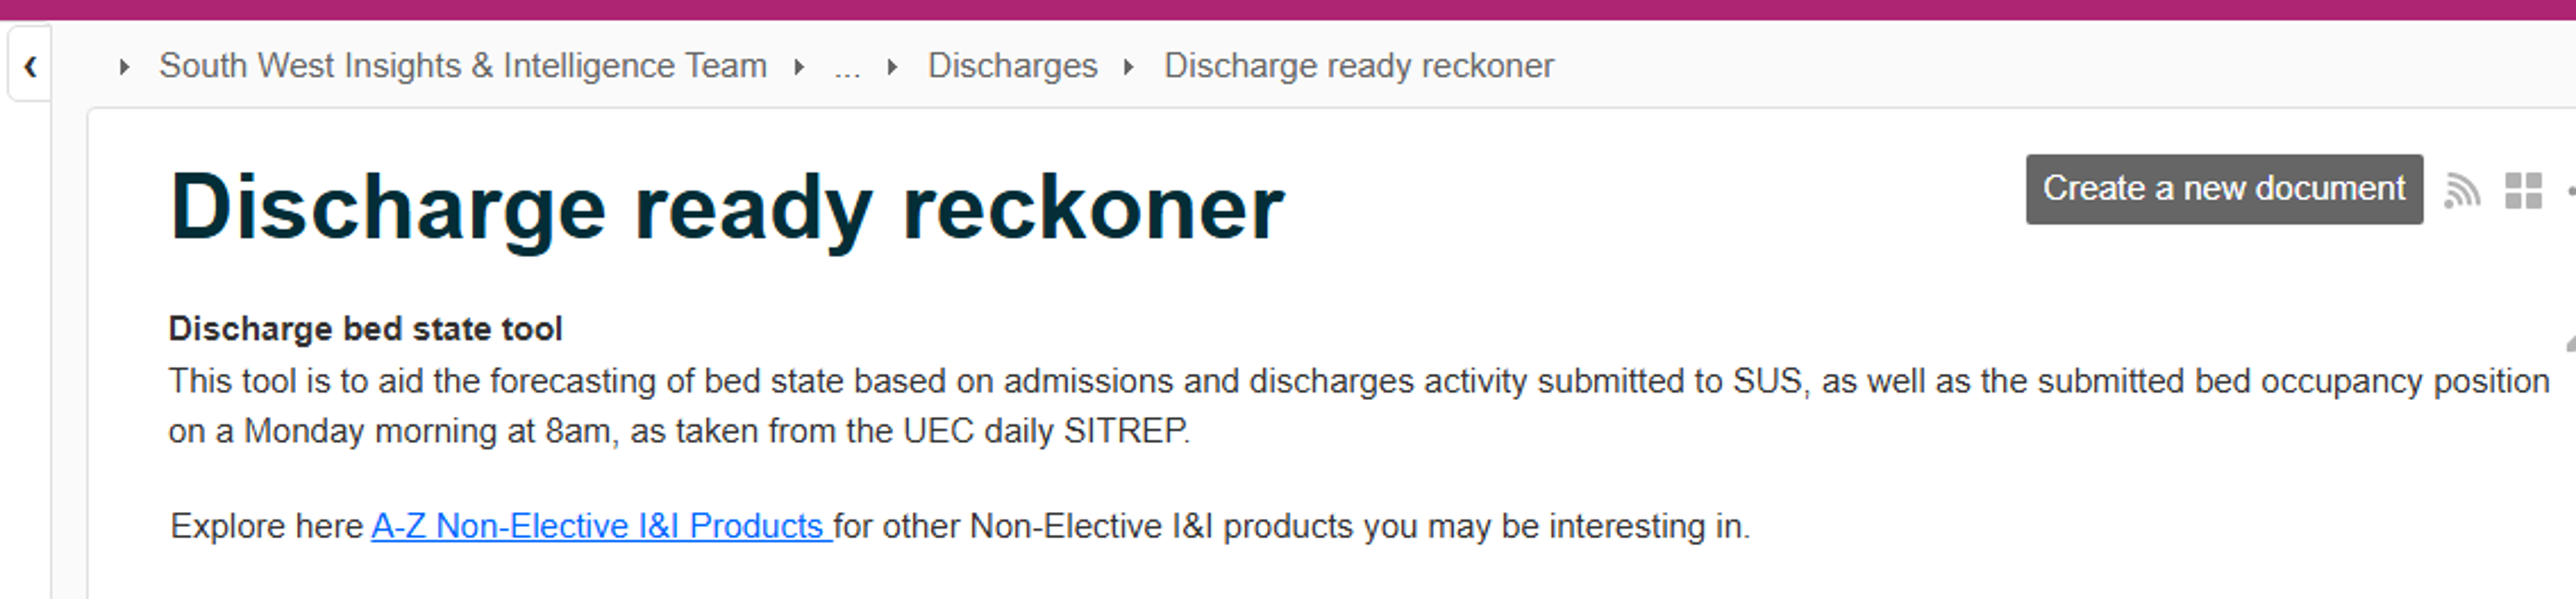 South West Insights & Intelligence Team ... Discharges Discharge ready reckoner
Discharge ready reckoner
Create a new document
Discharge bed state tool
This tool is to aid the forecasting of bed state based on admissions and discharges activity submitted to SUS, as well as the submitted bed occupancy position
on a Monday morning at 8am, as taken from the UEC daily SITREP.
Explore here A-Z Non-Elective I&I Products for other Non-Elective I&I products you may be interesting in.